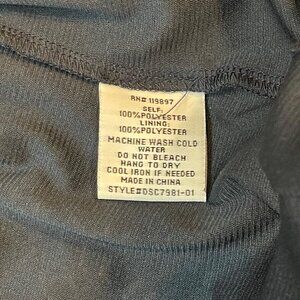 RN# 119897
SELF:
100%POLYESTER
LINING:
100%POLYESTER
MACHINE WASH COLD
WATER
DO NOT BLEACH
HANG TO DRY
COOL IRON IF NEEDED
MADE IN CHINA
STYLE#DSC7981-01